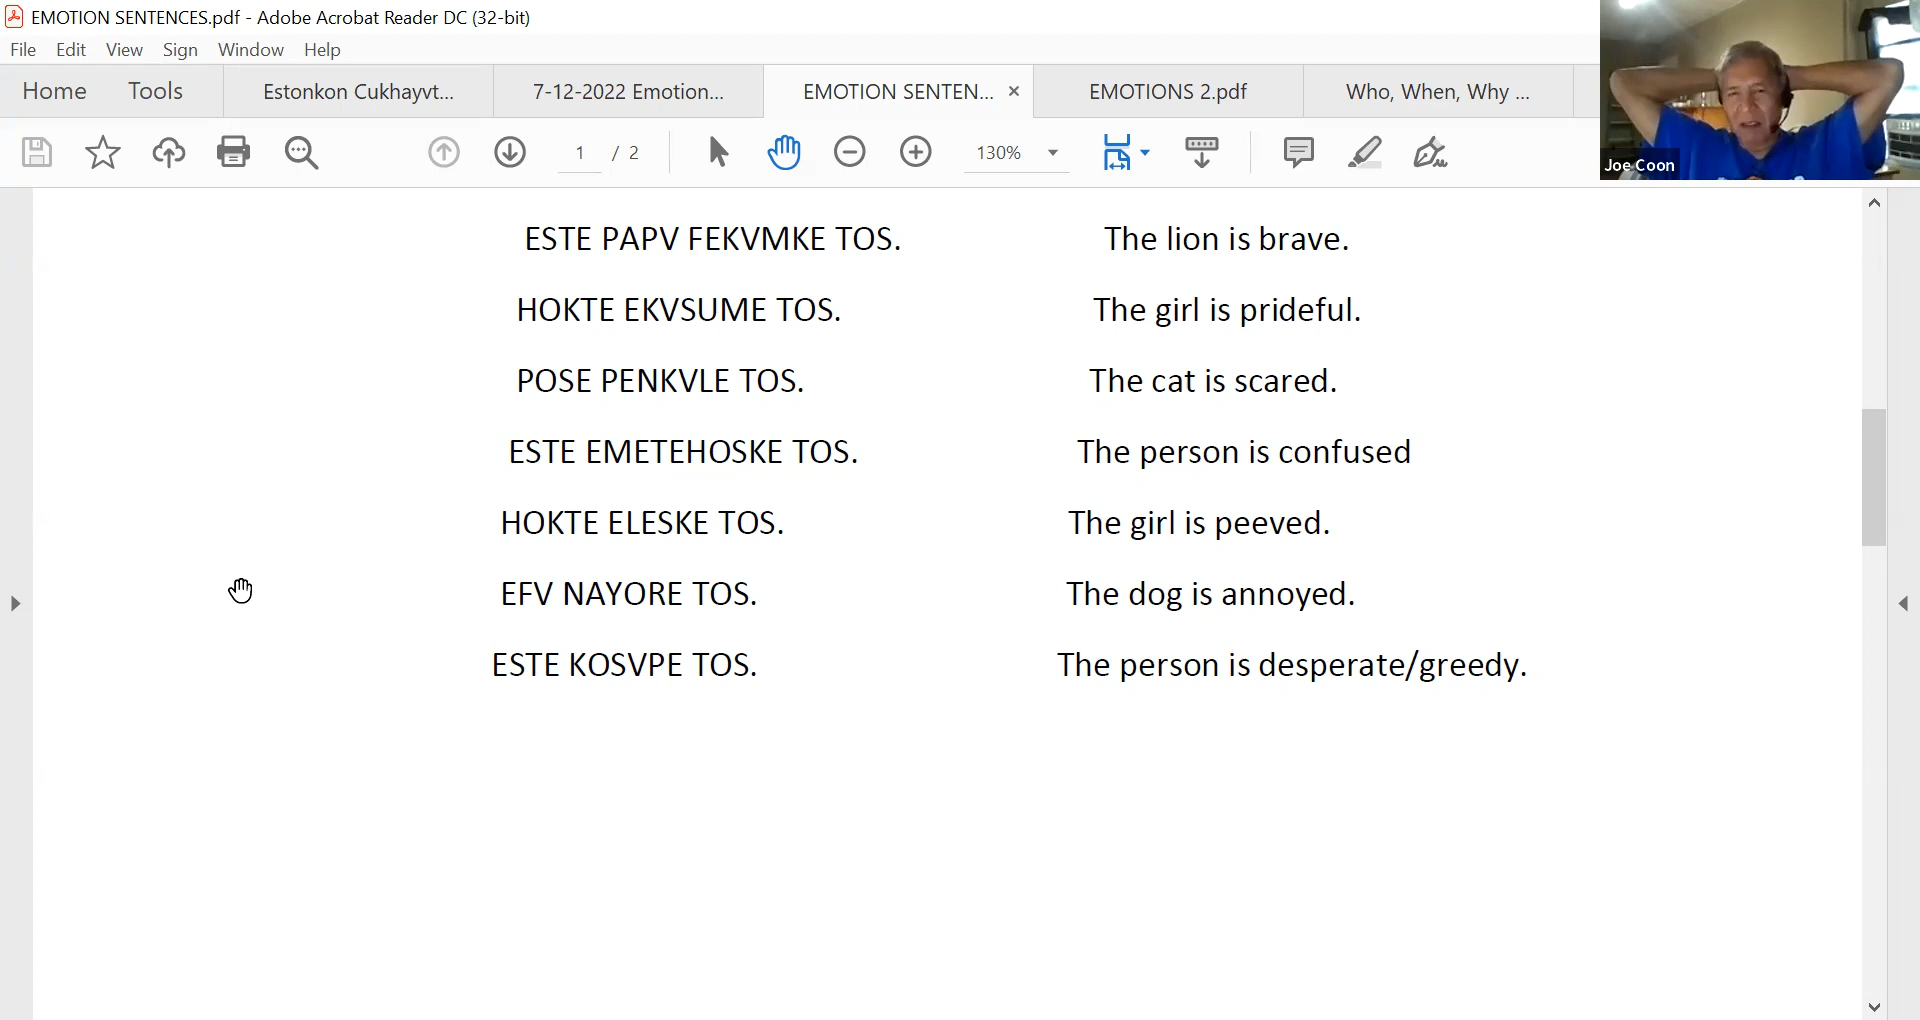 EMOTION SENTENCES.pdf - Adobe Acrobat Reader DC (32-bit)
File Edit View Sign Window Help
Home Tools Estonkon Cukhayvt... 7-12-2022 Emotion... EMOTION SENTEN... × EMOTIONS 2.pdf Who, When, Why ...
1 / 2 130%
Joe Coon
ESTE PAPV FEKVMKE TOS. The lion is brave.
HOKTE EKVSUME TOS. The girl is prideful.
POSE PENKVLE TOS. The cat is scared.
ESTE EMETEHOSKE TOS. The person is confused
HOKTE ELESKE TOS. The girl is peeved.
EFV NAYORE TOS. The dog is annoyed.
ESTE KOSVPE TOS. The person is desperate/greedy.